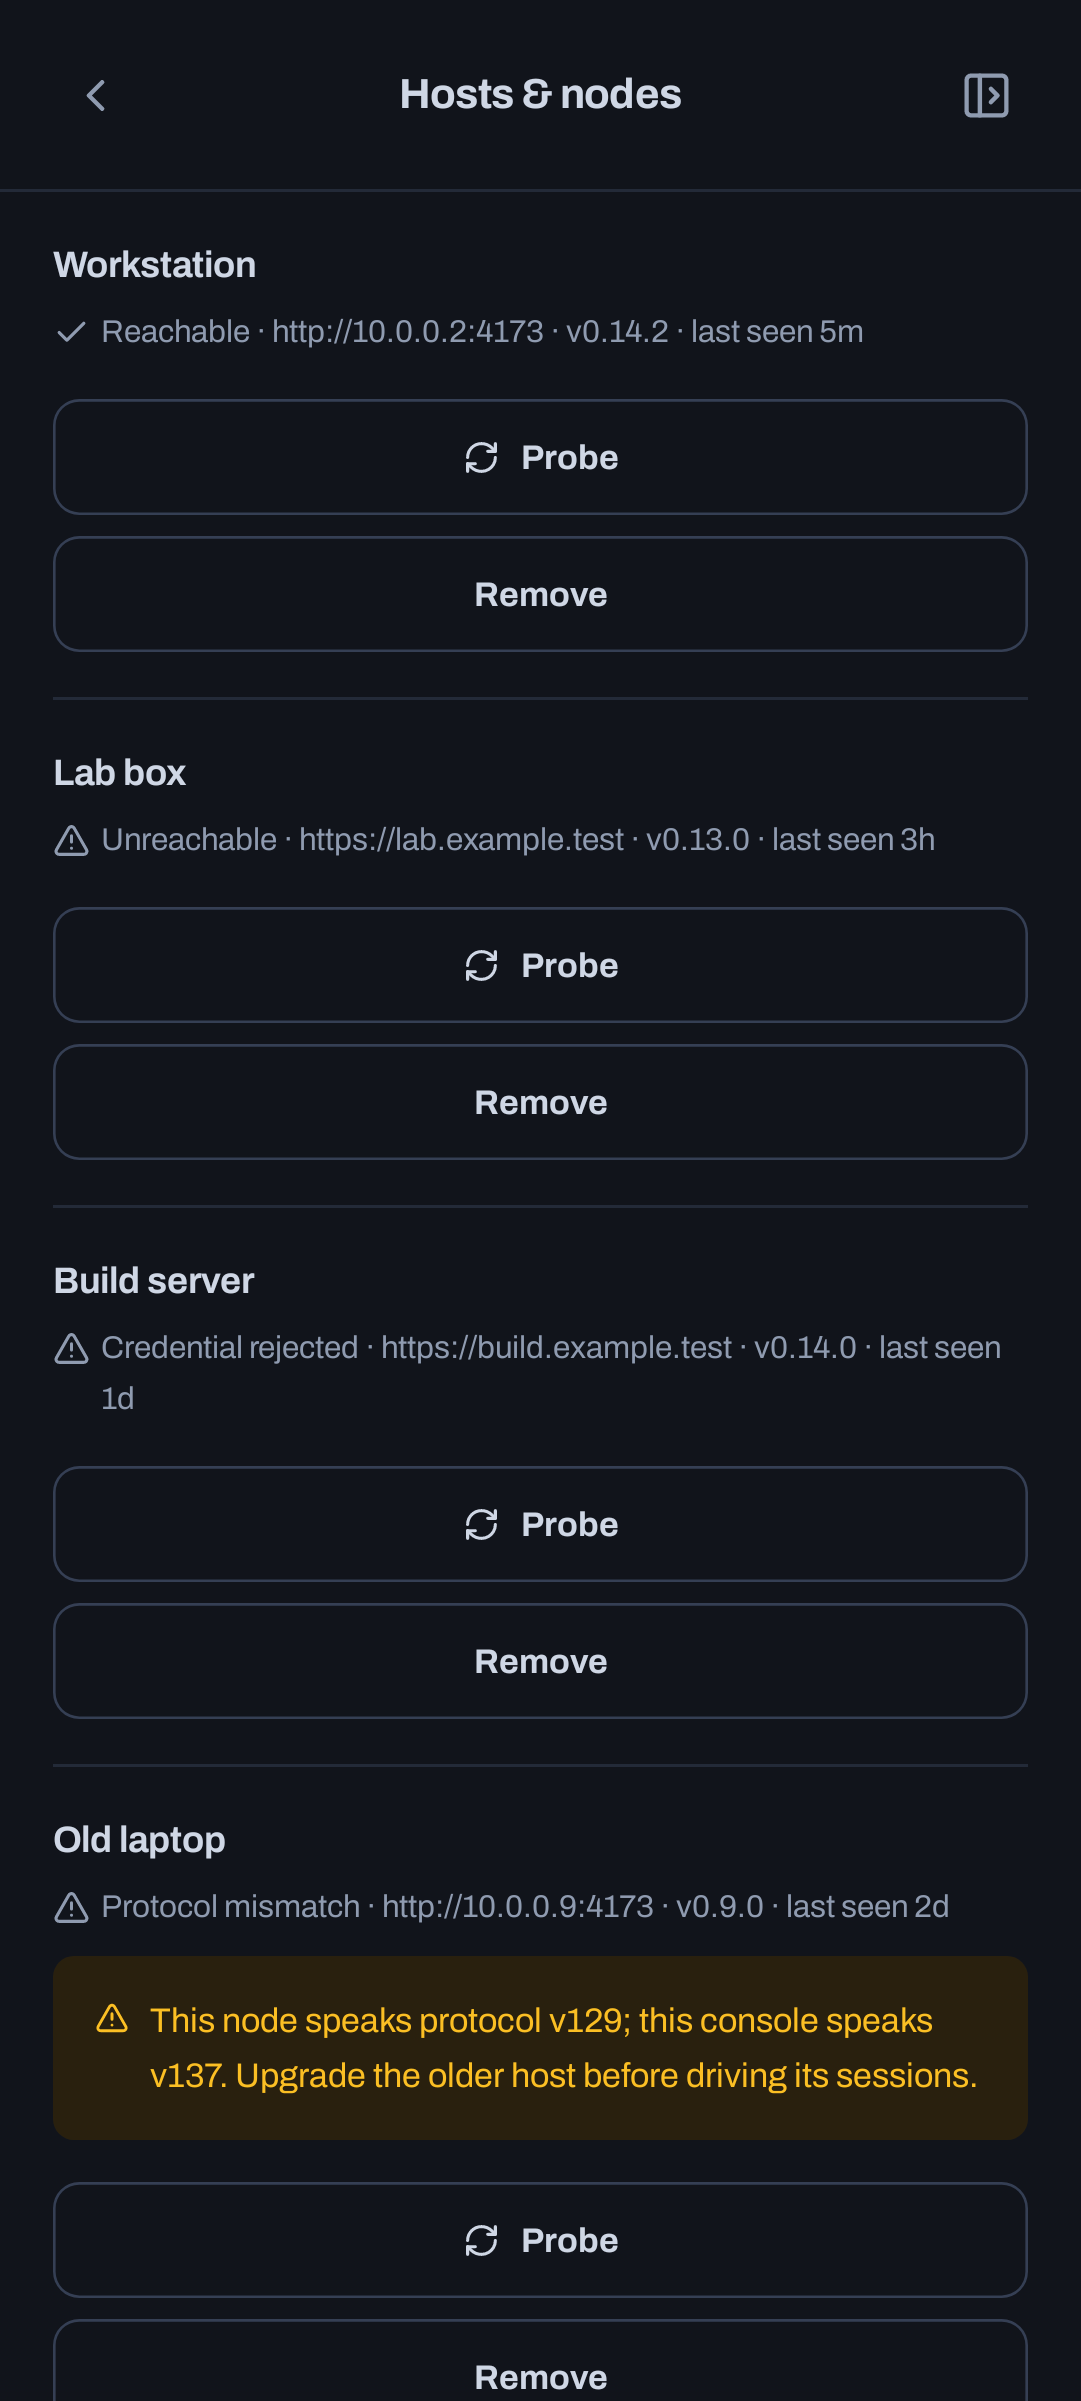 Hosts & nodes
Workstation
Reachable · http://10.0.0.2:4173 · v0.14.2 · last seen 5m
Probe
Remove
Lab box
Unreachable · https://lab.example.test · v0.13.0 · last seen 3h
Probe
Remove
Build server
Credential rejected · https://build.example.test · v0.14.0 · last seen
1d
Probe
Remove
Old laptop
Protocol mismatch · http://10.0.0.9:4173 · v0.9.0 · last seen 2d
This node speaks protocol v129; this console speaks
v137. Upgrade the older host before driving its sessions.
Probe
Remove